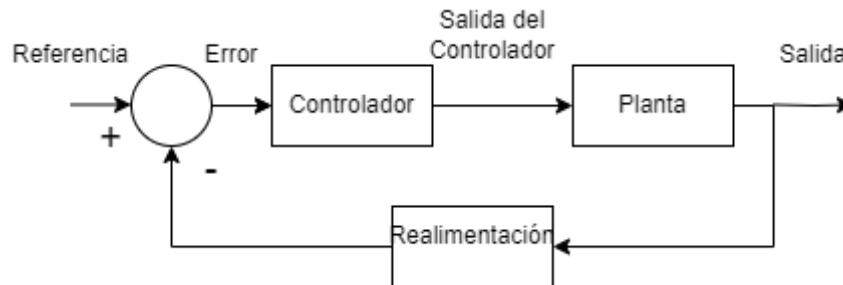 Referencia
Error
Salida del
Controlador
Salida
Controlador
Planta
+
-
Realimentación